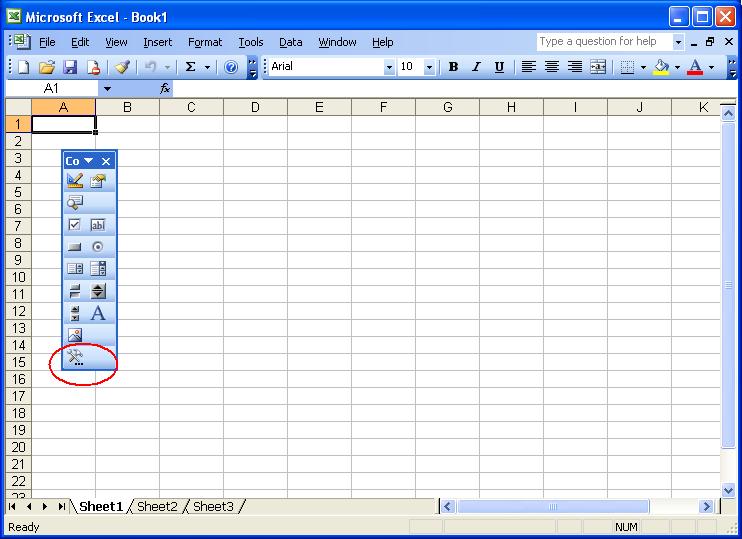 Microsoft Excel - Book1
File Edit View Insert Format Tools Data Window Help Type a question for help
Σ Arial 10 B I U A
A1 fx
A B C D E F G H I J K
1
2
3
Co
4
5
6
7
ab
8
9
10
11
12
A
13
14
15
16
17
18
19
20
21
22
23
Sheet1 Sheet2 Sheet3
Ready NUM